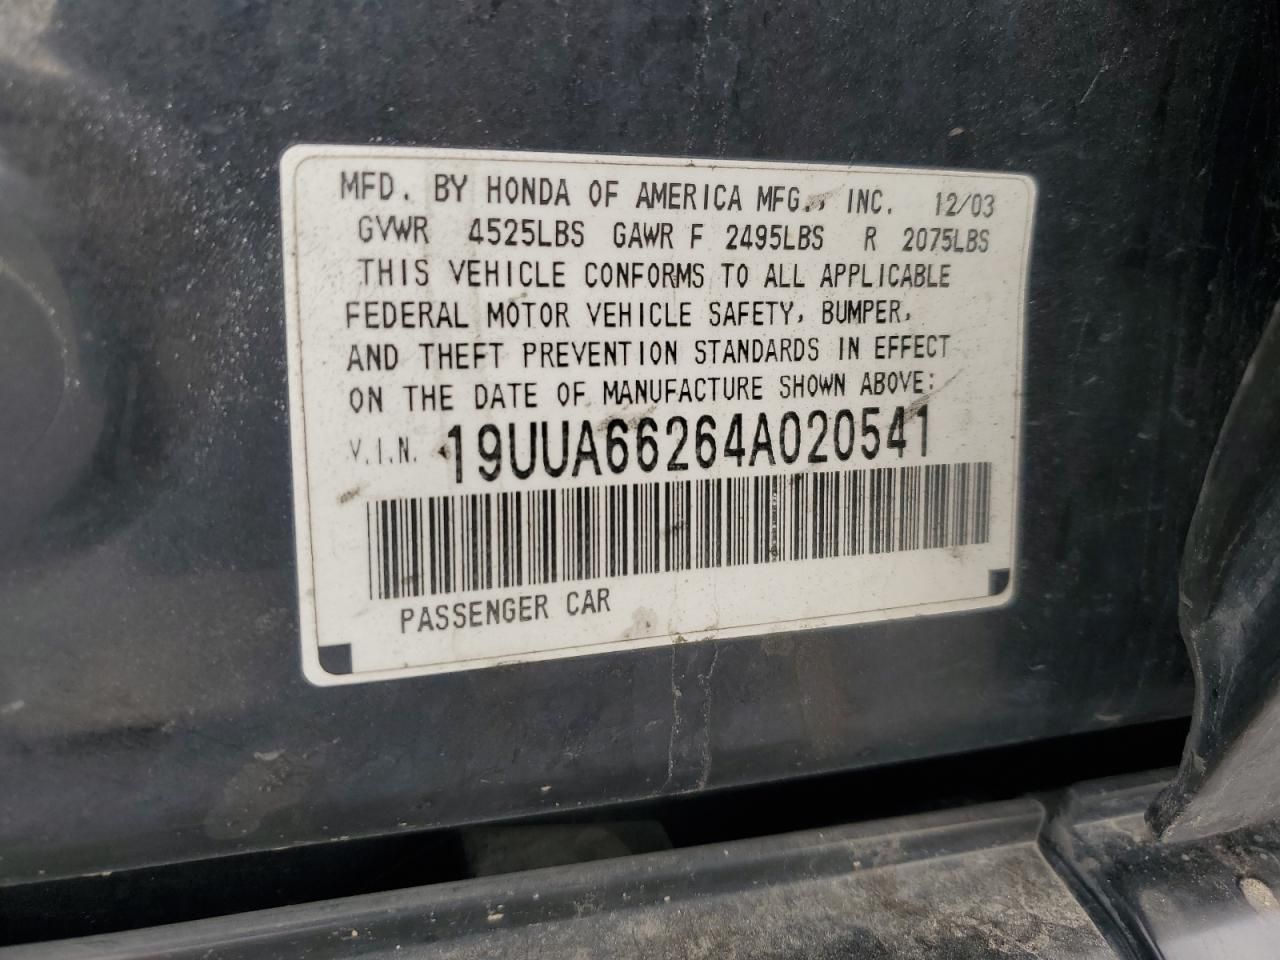 MFD. BY HONDA OF AMERICA MFG., INC. 12/03
GVWR 4525LBS GAWR F 2495LBS R 2075LBS
THIS VEHICLE CONFORMS TO ALL APPLICABLE
FEDERAL MOTOR VEHICLE SAFETY, BUMPER,
AND THEFT PREVENTION STANDARDS IN EFFECT
ON THE DATE OF MANUFACTURE SHOWN ABOVE:
V.I.N. 19UUA66264A020541
PASSENGER CAR